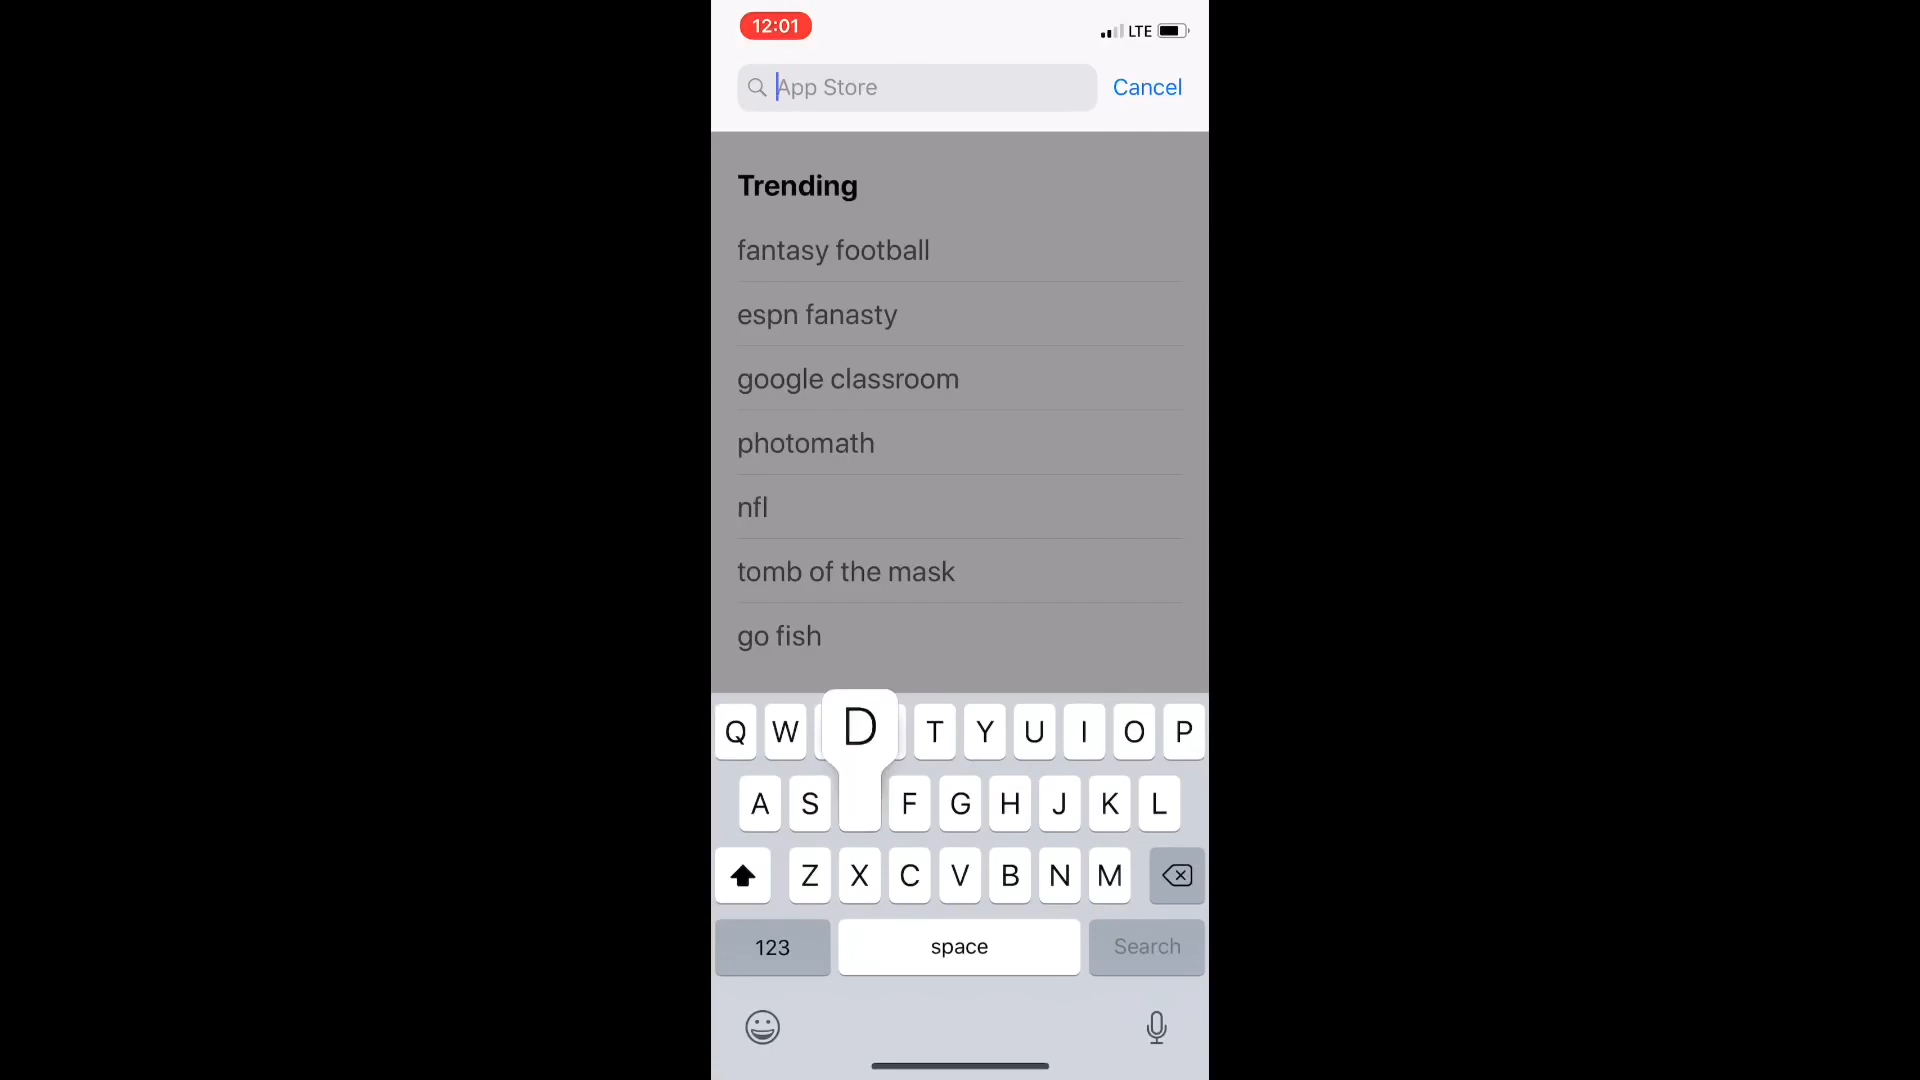 12:01
LTE
App Store
Cancel
Trending
fantasy football
espn fanasty
google classroom
photomath
nfl
tomb of the mask
go fish
Q W D T Y U I O P
A S F G H J K L
Z X C V B N M
123 space Search